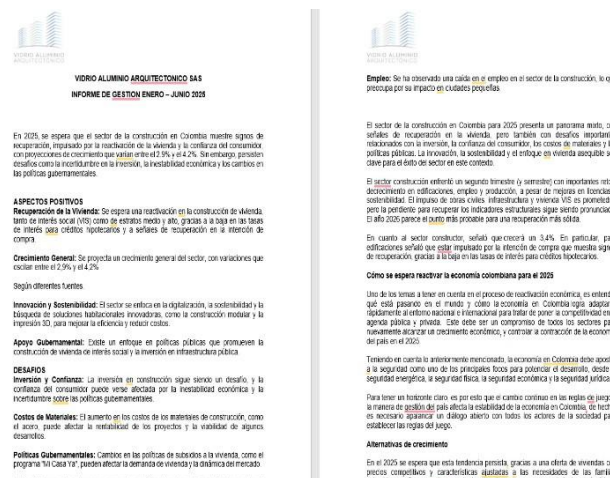 VIDRIO ALUMINIO
ARQUITECTONICO
VIDRIO ALUMINIO ARQUITECTONICO SAS
INFORME DE GESTION ENERO – JUNIO 2025
En 2025, se espera que el sector de la construcción en Colombia muestre signos de
recuperación, impulsado por la reactivación de la vivienda y la confianza del consumidor,
con proyecciones de crecimiento que varían entre el 2.9% y el 4.2%. Sin embargo, persisten
desafíos como la incertidumbre en la inversión, la inestabilidad económica y los cambios en
las políticas gubernamentales.
ASPECTOS POSITIVOS
Recuperación de la Vivienda: Se espera una reactivación en la construcción de vivienda,
tanto de interés social (VIS) como de estratos medio y alto, gracias a la baja en las tasas
de interés para créditos hipotecarios y a señales de recuperación en la intención de
compra.
Crecimiento General: Se proyecta un crecimiento general del sector, con variaciones que
oscilan entre el 2,9% y el 4.2%
Según diferentes fuentes.
Innovación y Sostenibilidad: El sector se enfoca en la digitalización, la sostenibilidad y la
búsqueda de soluciones habitacionales innovadoras, como la construcción modular y la
impresión 3D, para mejorar la eficiencia y reducir costos.
Apoyo Gubernamental: Existe un enfoque en políticas públicas que promueven la
construcción de vivienda de interés social y la inversión en infraestructura pública.
DESAFIOS
Inversión y Confianza: La inversión en construcción sigue siendo un desafío, y la
confianza del consumidor puede verse afectada por la inestabilidad económica y la
incertidumbre sobre las políticas gubernamentales.
Costos de Materiales: El aumento en los costos de los materiales de construcción, como
el acero, puede afectar la rentabilidad de los proyectos y la viabilidad de algunos
desarrollos.
Políticas Gubernamentales: Cambios en las políticas de subsidios a la vivienda, como el
programa "Mi Casa Ya", pueden afectar la demanda de vivienda y la dinámica del mercado.
VIDRIO ALUMINIO
ARQUITECTONICO
Empleo: Se ha observado una caída en el empleo en el sector de la construcción, lo q
preocupa por su impacto en ciudades pequeñas.
El sector de la construcción en Colombia para 2025 presenta un panorama mixto, c
señales de recuperación en la vivienda, pero también con desafíos important
relacionados con la inversión, la confianza del consumidor, los costos de materiales y l
políticas públicas. La innovación, la sostenibilidad y el enfoque en vivienda asequible s
clave para el éxito del sector en este contexto.
El sector construcción enfrentó un segundo trimestre (y semestre) con importantes reto
decrecimiento en edificaciones, empleo y producción, a pesar de mejoras en licencias
sostenibilidad. El impulso de obras civiles, infraestructura y vivienda VIS es prometed
pero la pendiente para recuperar los indicadores estructurales sigue siendo pronuncia
El año 2026 parece el punto más probable para una recuperación más sólida.
En cuanto al sector constructor, señaló que crecerá un 3,4%. En particular, pa
edificaciones señaló que estar impulsado por la intención de compra que muestra sign
de recuperación, gracias a la baja en las tasas de interés para créditos hipotecarios.
Cómo se espera reactivar la economía colombiana para el 2025
Uno de los temas a tener en cuenta en el proceso de reactivación económica, es entend
qué está pasando en el mundo y cómo la economía en Colombia logra adaptar
rápidamente al entorno nacional e internacional para tratar de poner la competitividad en
agenda pública y privada. Este debe ser un compromiso de todos los sectores pa
nuevamente alcanzar un crecimiento económico, y controlar la contracción de la econom
del país en el 2025.
Teniendo en cuenta lo anteriormente mencionado, la economía en Colombia debe apost
a la seguridad como uno de los principales focos para potenciar el desarrollo, desde
seguridad energética, la seguridad física, la seguridad económica y la seguridad jurídica
Para tener un horizonte claro, es por esto que el cambio continuo en las reglas de juego
la manera de gestión del país afecta la estabilidad de la economía en Colombia, de hech
es necesario apalancar un diálogo abierto con todos los actores de la sociedad pa
establecer las reglas del juego.
Alternativas de crecimiento
En el 2025 se espera que esta tendencia persista, gracias a una oferta de viviendas c
precios competitivos y características ajustadas a las necesidades de las famili